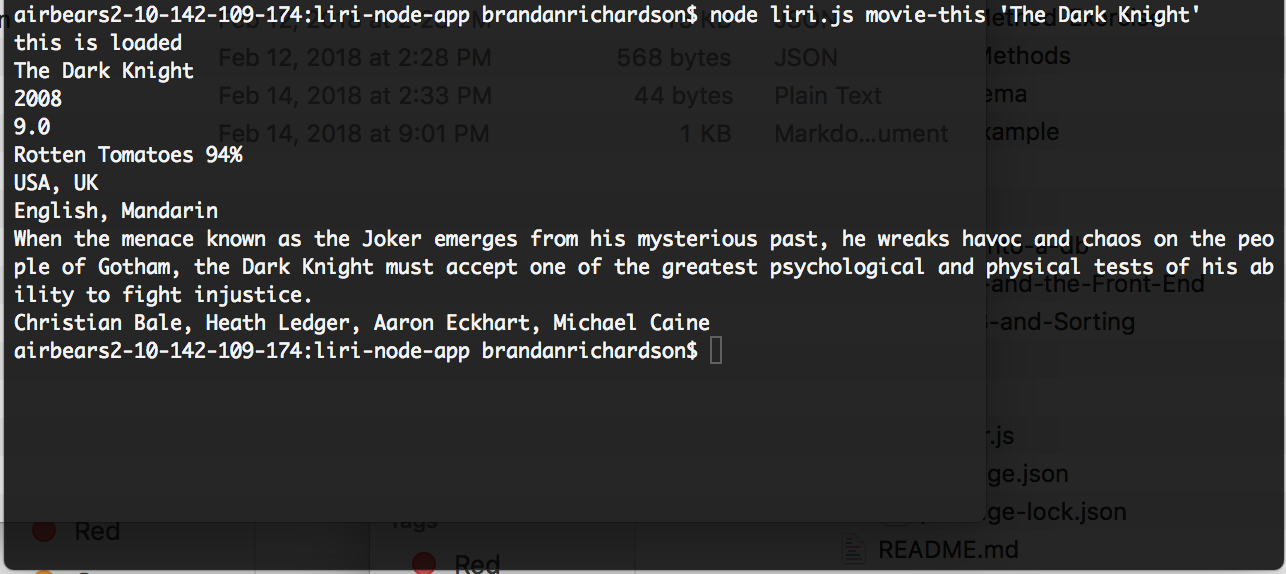 airbears2-10-142-109-174:liri-node-app brandanrichardson$ node liri.js movie-this 'The Dark Knight'
this is loaded
Feb 12, 2018 at 2:28 PM 568 bytes JSON Methods
The Dark Knight
2008
Feb 14, 2018 at 2:33 PM 44 bytes Plain Text
9.0
Feb 14, 2018 at 9:01 PM 1 KB Markdo...ument
Rotten Tomatoes 94%
USA, UK
English, Mandarin
When the menace known as the Joker emerges from his mysterious past, he wreaks havoc and chaos on the peo
ple of Gotham, the Dark Knight must accept one of the greatest psychological and physical tests of his ab
ility to fight injustice.
-and-the-Front-End
-and-Sorting
Christian Bale, Heath Ledger, Aaron Eckhart, Michael Caine
airbears2-10-142-109-174:liri-node-app brandanrichardson$
.js
ge.json
ge-lock.json
Tags
Red
README.md
Red